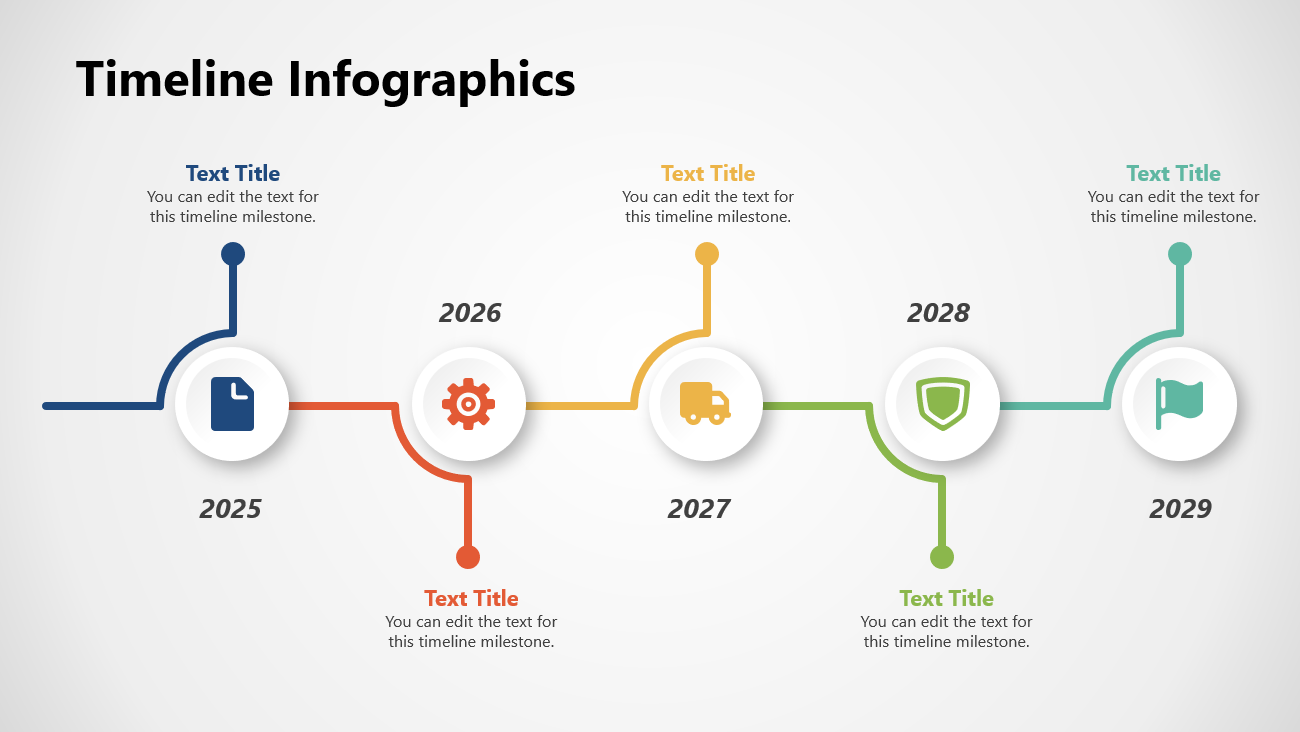 Timeline Infographics
Text Title
You can edit the text for
this timeline milestone.
Text Title
You can edit the text for
this timeline milestone.
Text Title
You can edit the text for
this timeline milestone.
2026
2028
2025
2027
2029
Text Title
You can edit the text for
this timeline milestone.
Text Title
You can edit the text for
this timeline milestone.